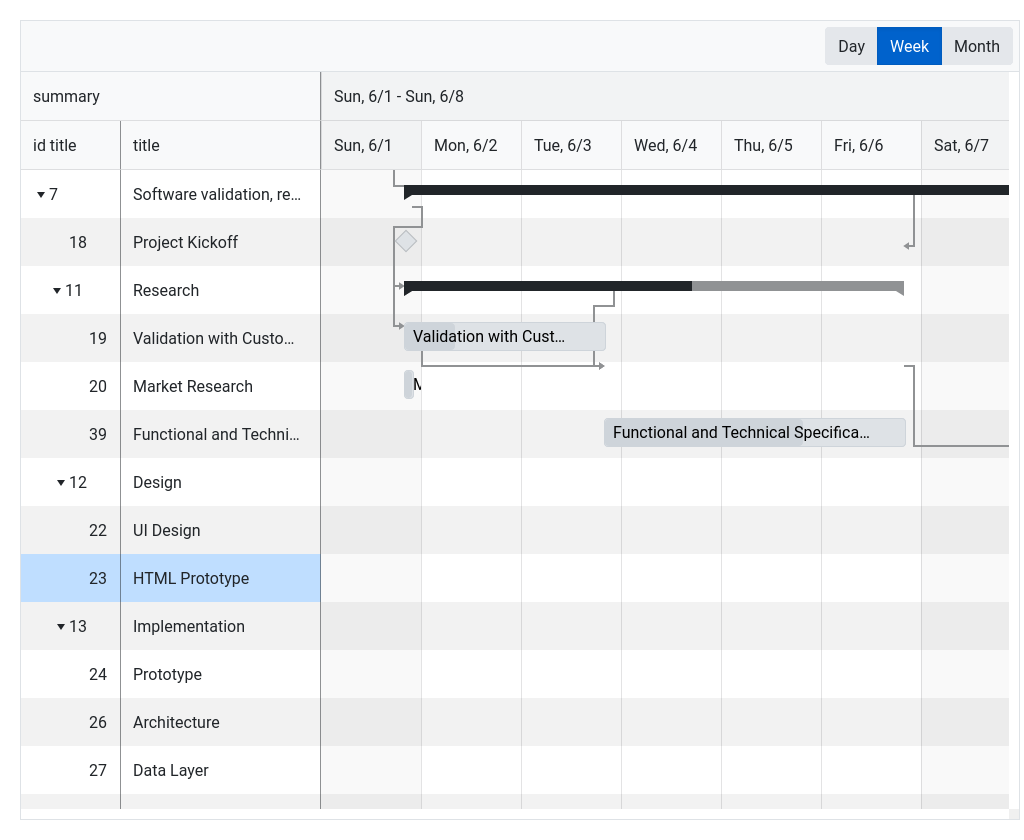 Day Week Month
summary Sun, 6/1 - Sun, 6/8
id title title Sun, 6/1 Mon, 6/2 Tue, 6/3 Wed, 6/4 Thu, 6/5 Fri, 6/6 Sat, 6/7
7 Software validation, re…
18 Project Kickoff
11 Research
19 Validation with Custo… Validation with Cust…
20 Market Research M
39 Functional and Techni… Functional and Technical Specifica…
12 Design
22 UI Design
23 HTML Prototype
13 Implementation
24 Prototype
26 Architecture
27 Data Layer